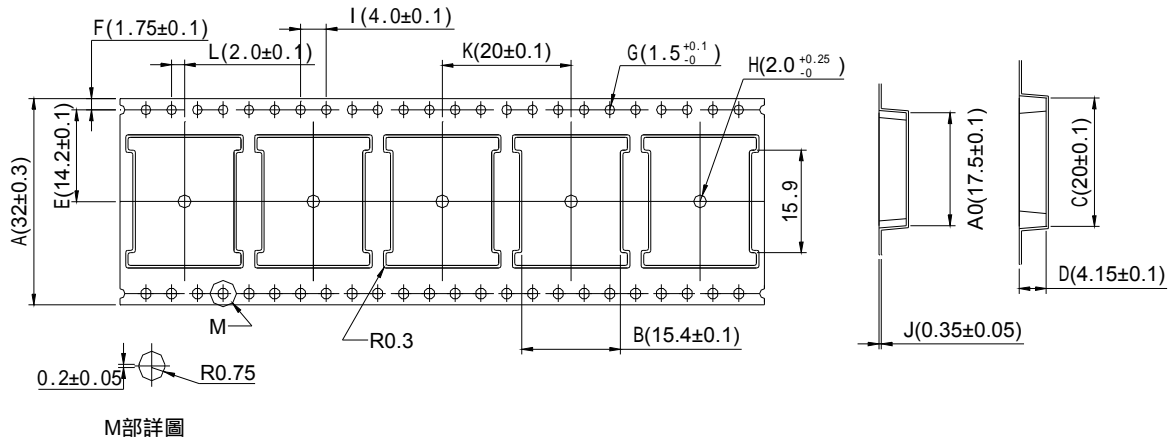 F(1.75±0.1)
I(4.0±0.1)
L(2.0±0.1)
K(20±0.1)
G(1.5 +0.1 -0)
H(2.0 +0.25 -0)
A(32±0.3)
E(14.2±0.1)
15.9
A0(17.5±0.1)
C(20±0.1)
D(4.15±0.1)
M
R0.3
B(15.4±0.1)
J(0.35±0.05)
0.2±0.05
R0.75
M部詳圖